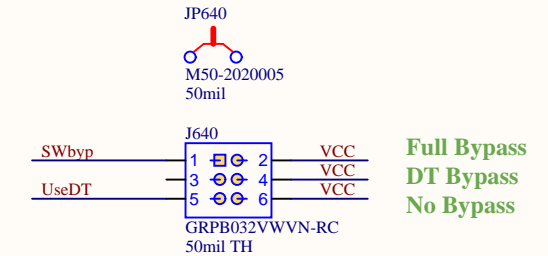 JP640
M50-2020005
50mil
J640
SWbyp 1 2 VCC Full Bypass
3 4 VCC DT Bypass
UseDT 5 6 VCC No Bypass
GRPB032VWVN-RC
50mil TH